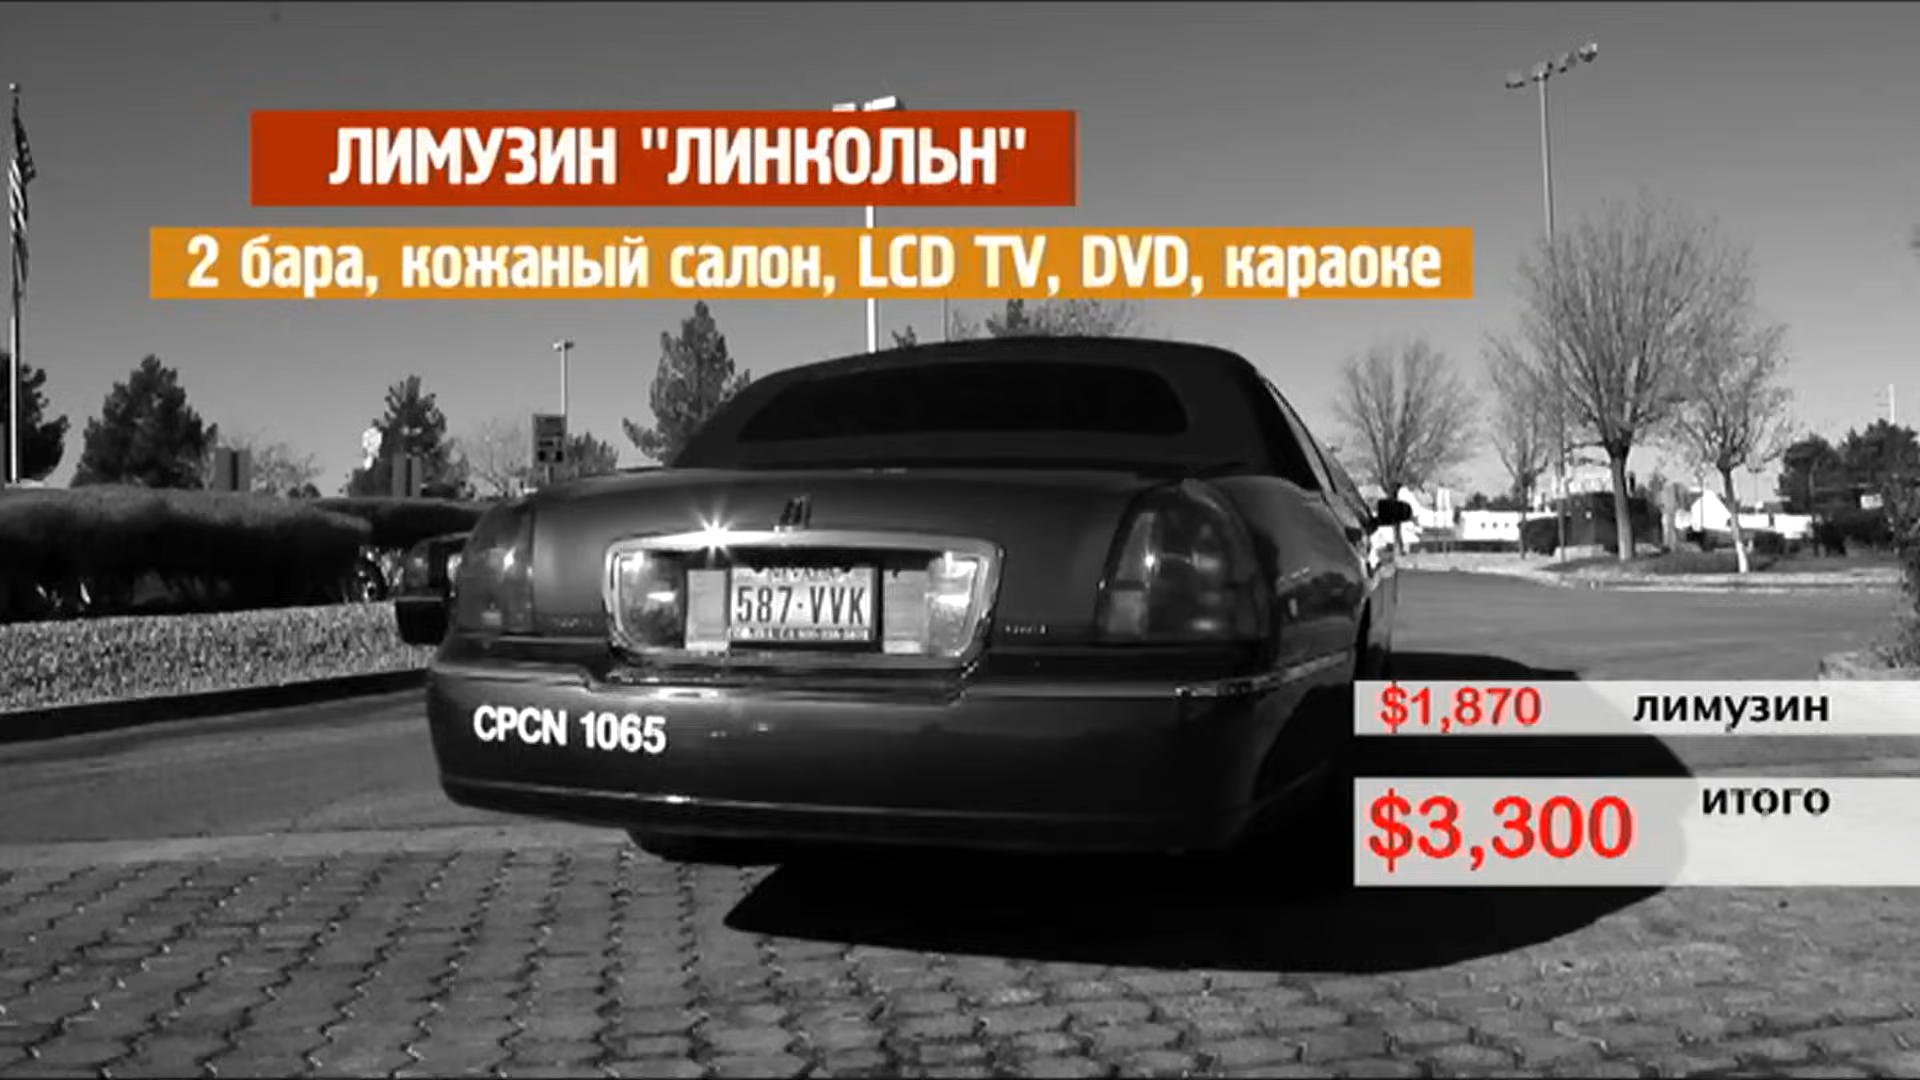 ЛИМУЗИН "ЛИНКОЛЬН"
2 бара, кожаный салон, LCD TV, DVD, караоке
587·VVK
CPCN 1065
$1,870 лимузин
$3,300 итого